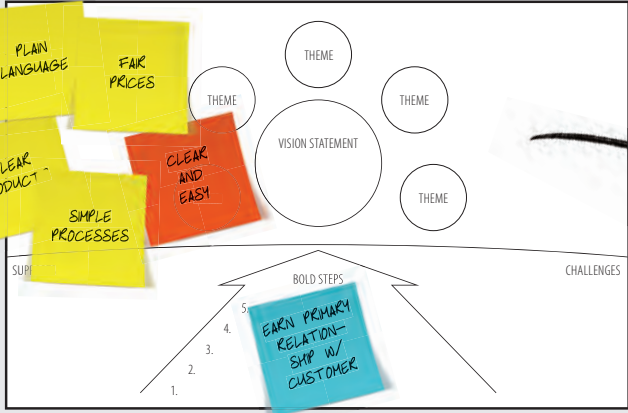 PLAIN
LANGUAGE
FAIR
PRICES
THEME
THEME
THEME
THEME
VISION STATEMENT
CLEAR
AND
EASY
SIMPLE
PROCESSES
BOLD STEPS
CHALLENGES
5.
4.
3.
2.
1.
EARN PRIMARY
RELATION-
SHIP W/
CUSTOMER